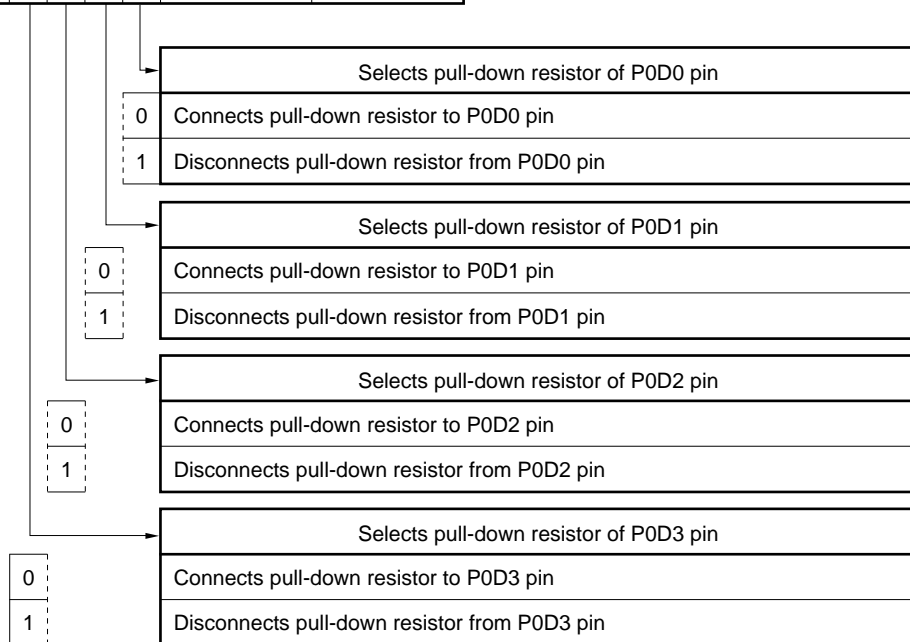 Selects pull-down resistor of P0D0 pin
0 Connects pull-down resistor to P0D0 pin
1 Disconnects pull-down resistor from P0D0 pin
Selects pull-down resistor of P0D1 pin
0 Connects pull-down resistor to P0D1 pin
1 Disconnects pull-down resistor from P0D1 pin
Selects pull-down resistor of P0D2 pin
0 Connects pull-down resistor to P0D2 pin
1 Disconnects pull-down resistor from P0D2 pin
Selects pull-down resistor of P0D3 pin
0 Connects pull-down resistor to P0D3 pin
1 Disconnects pull-down resistor from P0D3 pin